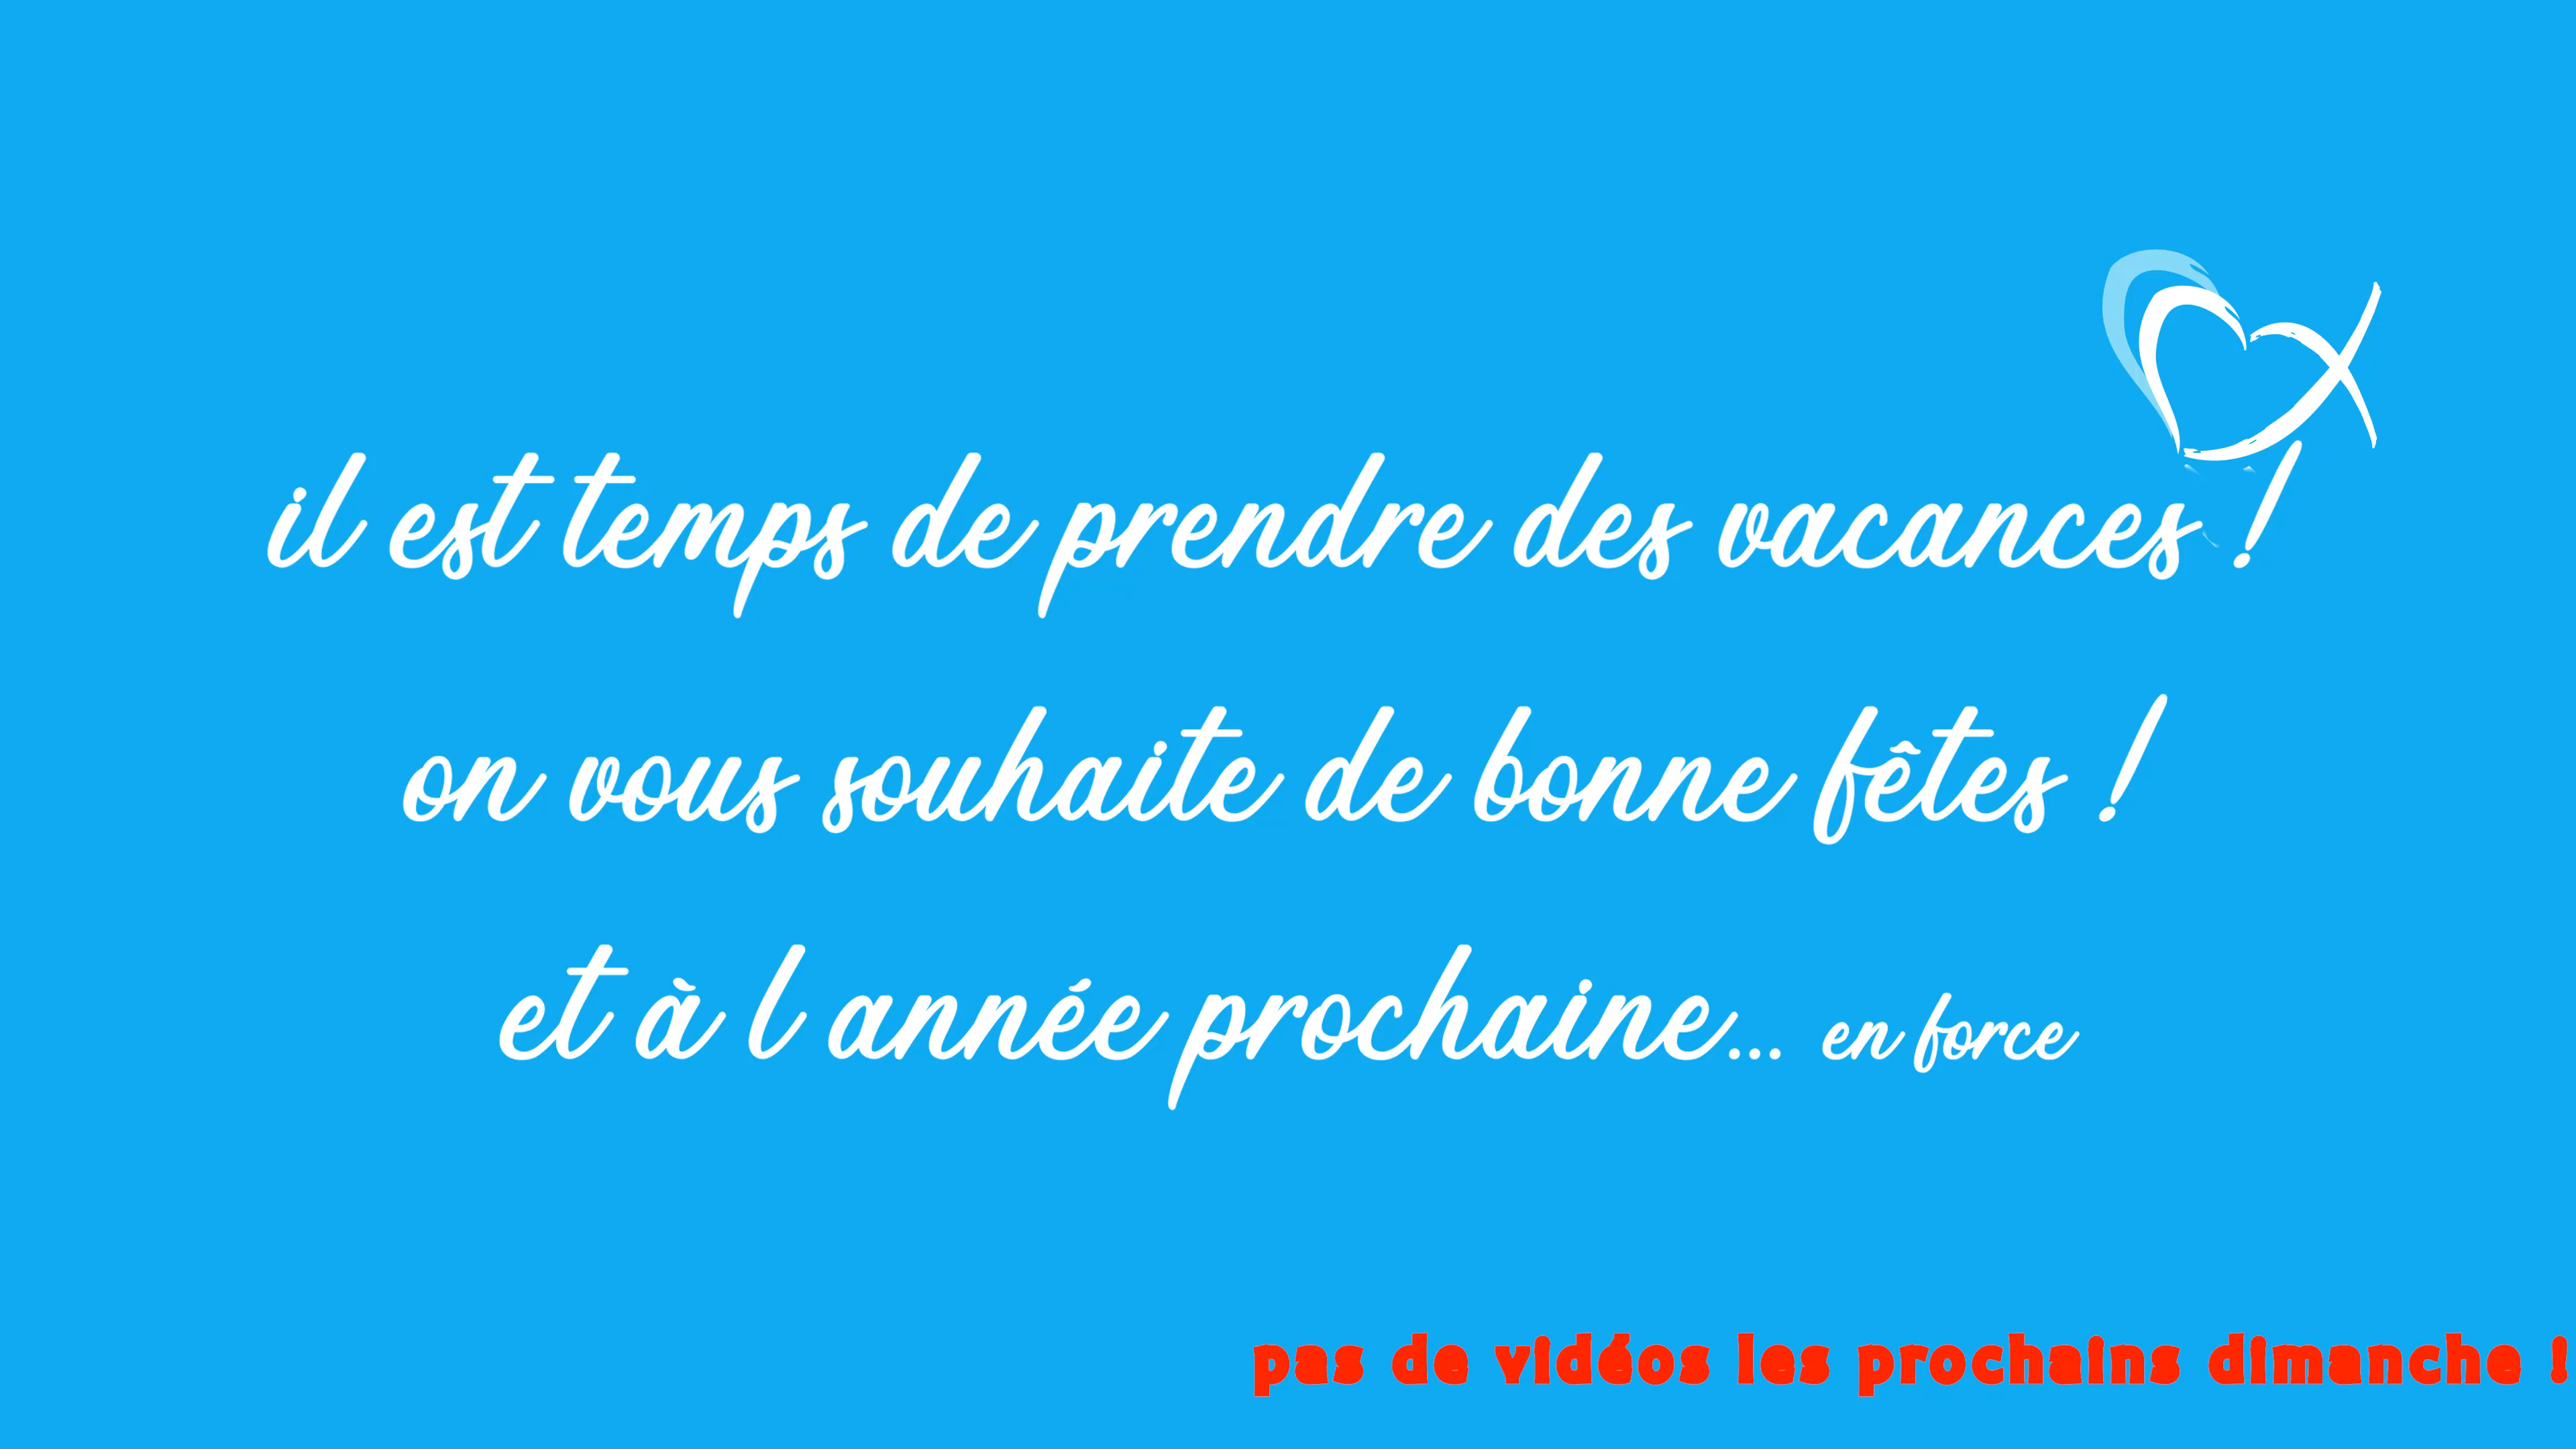 il est temps de prendre des vacances !
on vous souhaite de bonne fêtes !
et à l année prochaine... en force
pas de vidéos les prochains dimanche !